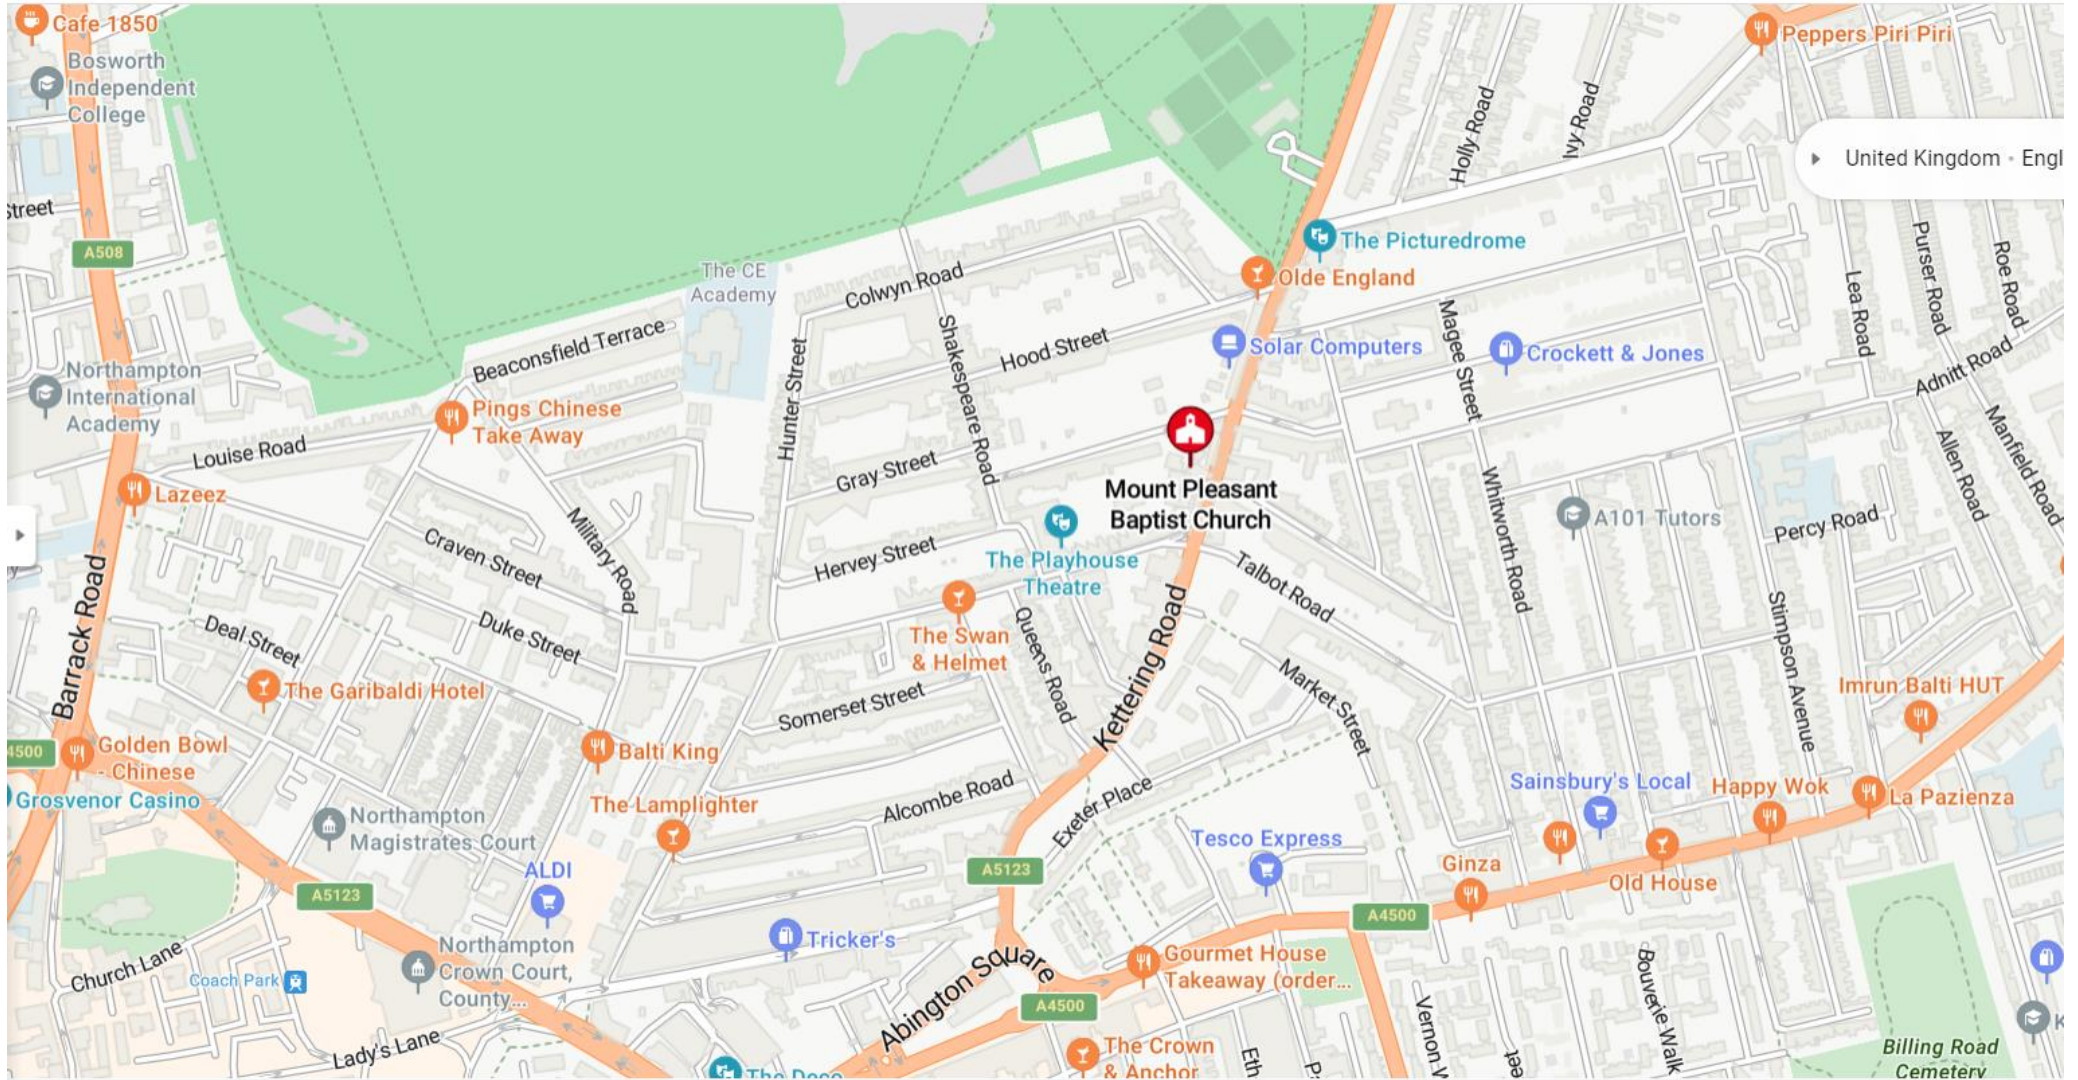 Cafe 1850
Bosworth
Independent
College
Peppers Piri Piri
Holly Road
Ivy Road
United Kingdom • Engl
Street
A508
The Picturedrome
Olde England
The CE
Academy
Colwyn Road
Purser Road
Roe Road
Lea Road
Beaconsfield Terrace
Hunter Street
Shakespeare Road
Hood Street
Solar Computers
Magee Street
Crockett & Jones
Adnitt Road
Northampton
International
Academy
Pings Chinese
Take Away
Louise Road
Gray Street
Manfield Road
Allen Road
Lazeez
Mount Pleasant
Baptist Church
Whitworth Road
A101 Tutors
Percy Road
Military Road
Craven Street
Hervey Street
The Playhouse
Theatre
Talbot Road
Barrack Road
Deal Street
Duke Street
The Swan
& Helmet
Queens Road
Kettering Road
Stimpson Avenue
The Garibaldi Hotel
Somerset Street
Market Street
Imrun Balti HUT
4500
Golden Bowl
- Chinese
Balti King
Grosvenor Casino
Northampton
Magistrates Court
The Lamplighter
Alcombe Road
Exeter Place
Sainsbury's Local
Happy Wok
La Pazienza
Tesco Express
ALDI
A5123
A5123
Ginza
Old House
A4500
Northampton
Crown Court,
County...
Tricker's
Church Lane
Coach Park
Abington Square
Gourmet House
Takeaway (order...
A4500
Lady's Lane
Vernon
Bouverie Walk
The Crown
& Anchor
Eth
The Deco
Billing Road
Cemetery
K